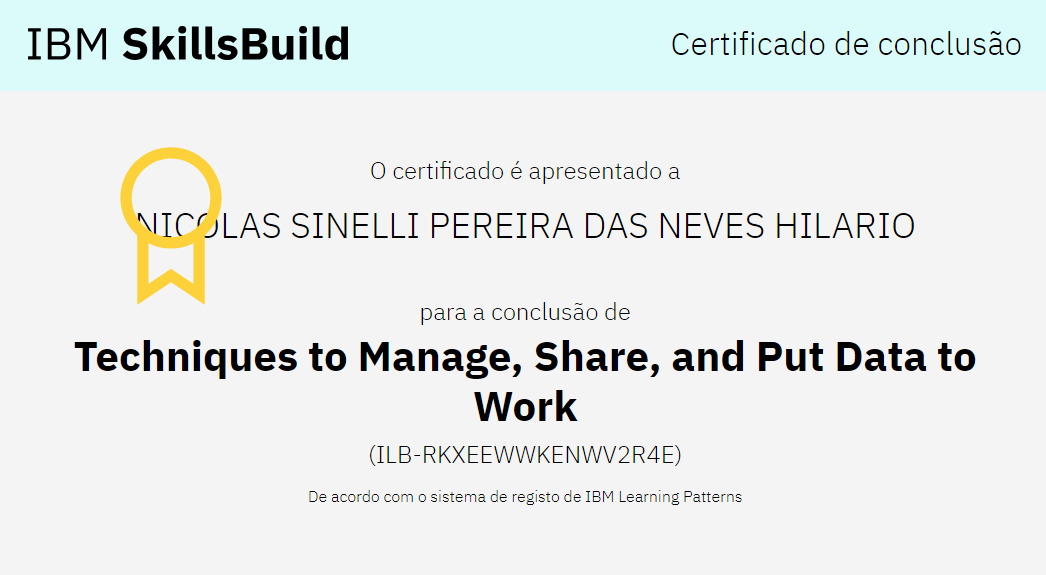 IBM SkillsBuild
Certificado de conclusão
O certificado é apresentado a
NICOLAS SINELLI PEREIRA DAS NEVES HILARIO
para a conclusão de
Techniques to Manage, Share, and Put Data to
Work
(ILB-RKXEEWWKENWV2R4E)
De acordo com o sistema de registo de IBM Learning Patterns